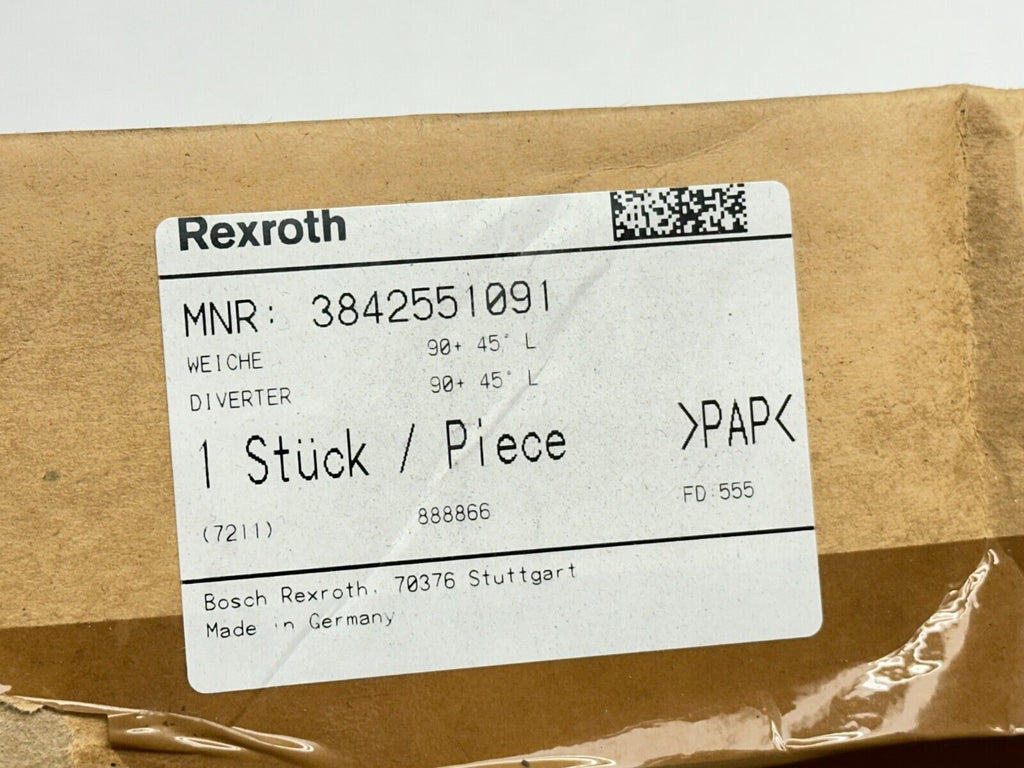 Rexroth
MNR: 3842551091
WEICHE 90+ 45° L
DIVERTER 90+ 45° L
1 Stück / Piece >PAP<
(7211) 888866 FD:555
Bosch Rexroth, 70376 Stuttgart
Made in Germany